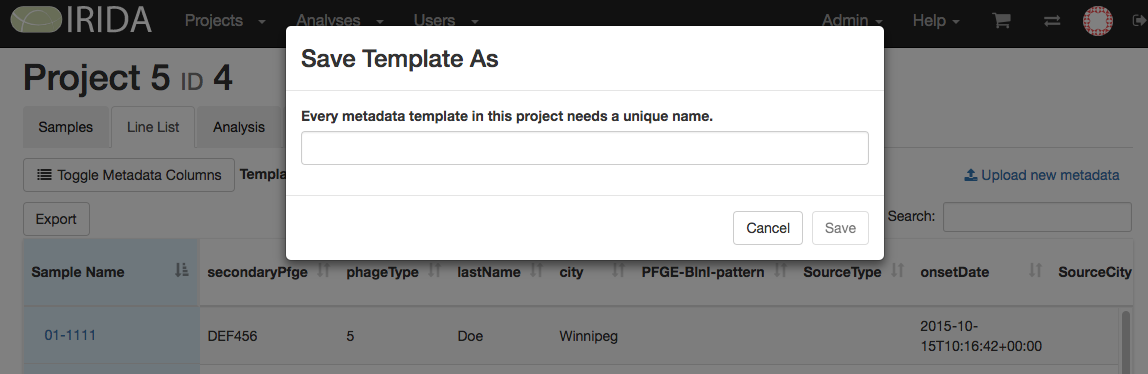 IRIDA Projects Analyses Users Admin Help
Save Template As
Project 5 ID 4
Every metadata template in this project needs a unique name.
Samples Line List Analysis
Toggle Metadata Columns Templa Upload new metadata
Export Cancel Save Search:
Sample Name secondaryPfge phageType lastName city PFGE-BlnI-pattern SourceType onsetDate SourceCity
01-1111 DEF456 5 Doe Winnipeg 2015-10-
15T10:16:42+00:00